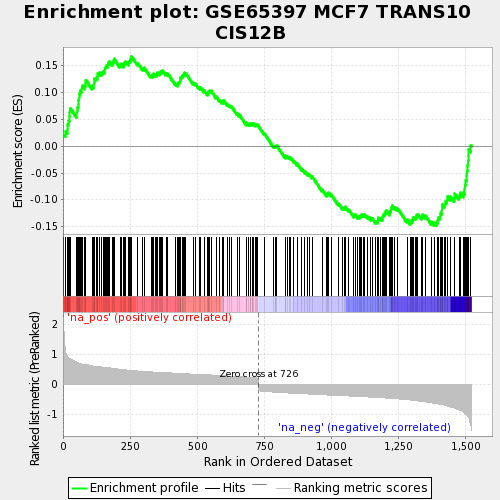 Enrichment plot: GSE65397 MCF7 TRANS10
CIS12B
Enrichment score (ES)
0.15
0.10
0.05
0.00
-0.05
-0.10
-0.15
'na_pos' (positively correlated)
Ranked list metric (PreRanked)
2
1
0
-1
Zero cross at 726
'na_neg' (negatively correlated)
0
250
500
750
1,000
1,250
1,500
Rank in Ordered Dataset
Enrichment profile
Hits
Ranking metric scores